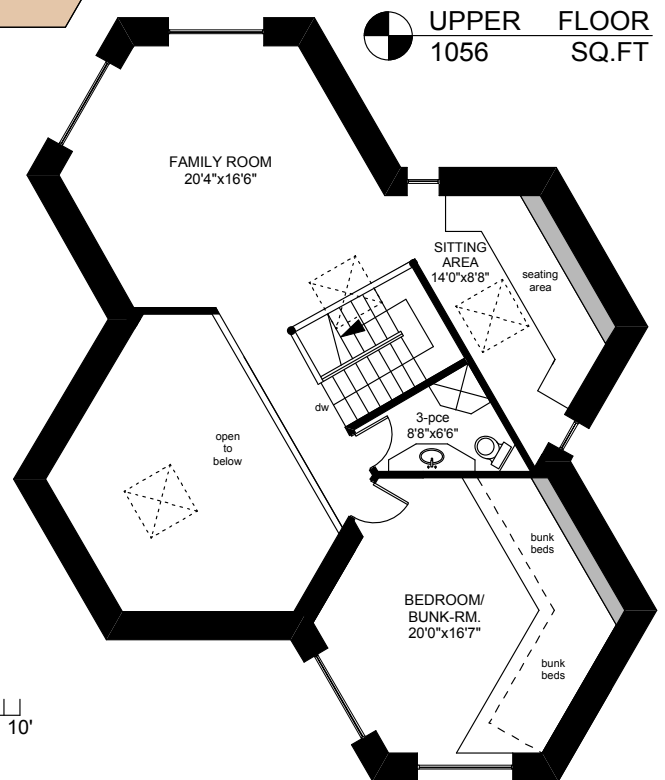 UPPER FLOOR
1056 SQ.FT
FAMILY ROOM
20'4"x16'6"
SITTING
AREA
14'0"x8'8"
seating
area
dw
3-pce
8'8"x6'6"
open
to
below
bunk
beds
BEDROOM/
BUNK-RM.
20'0"x16'7"
bunk
beds
10'